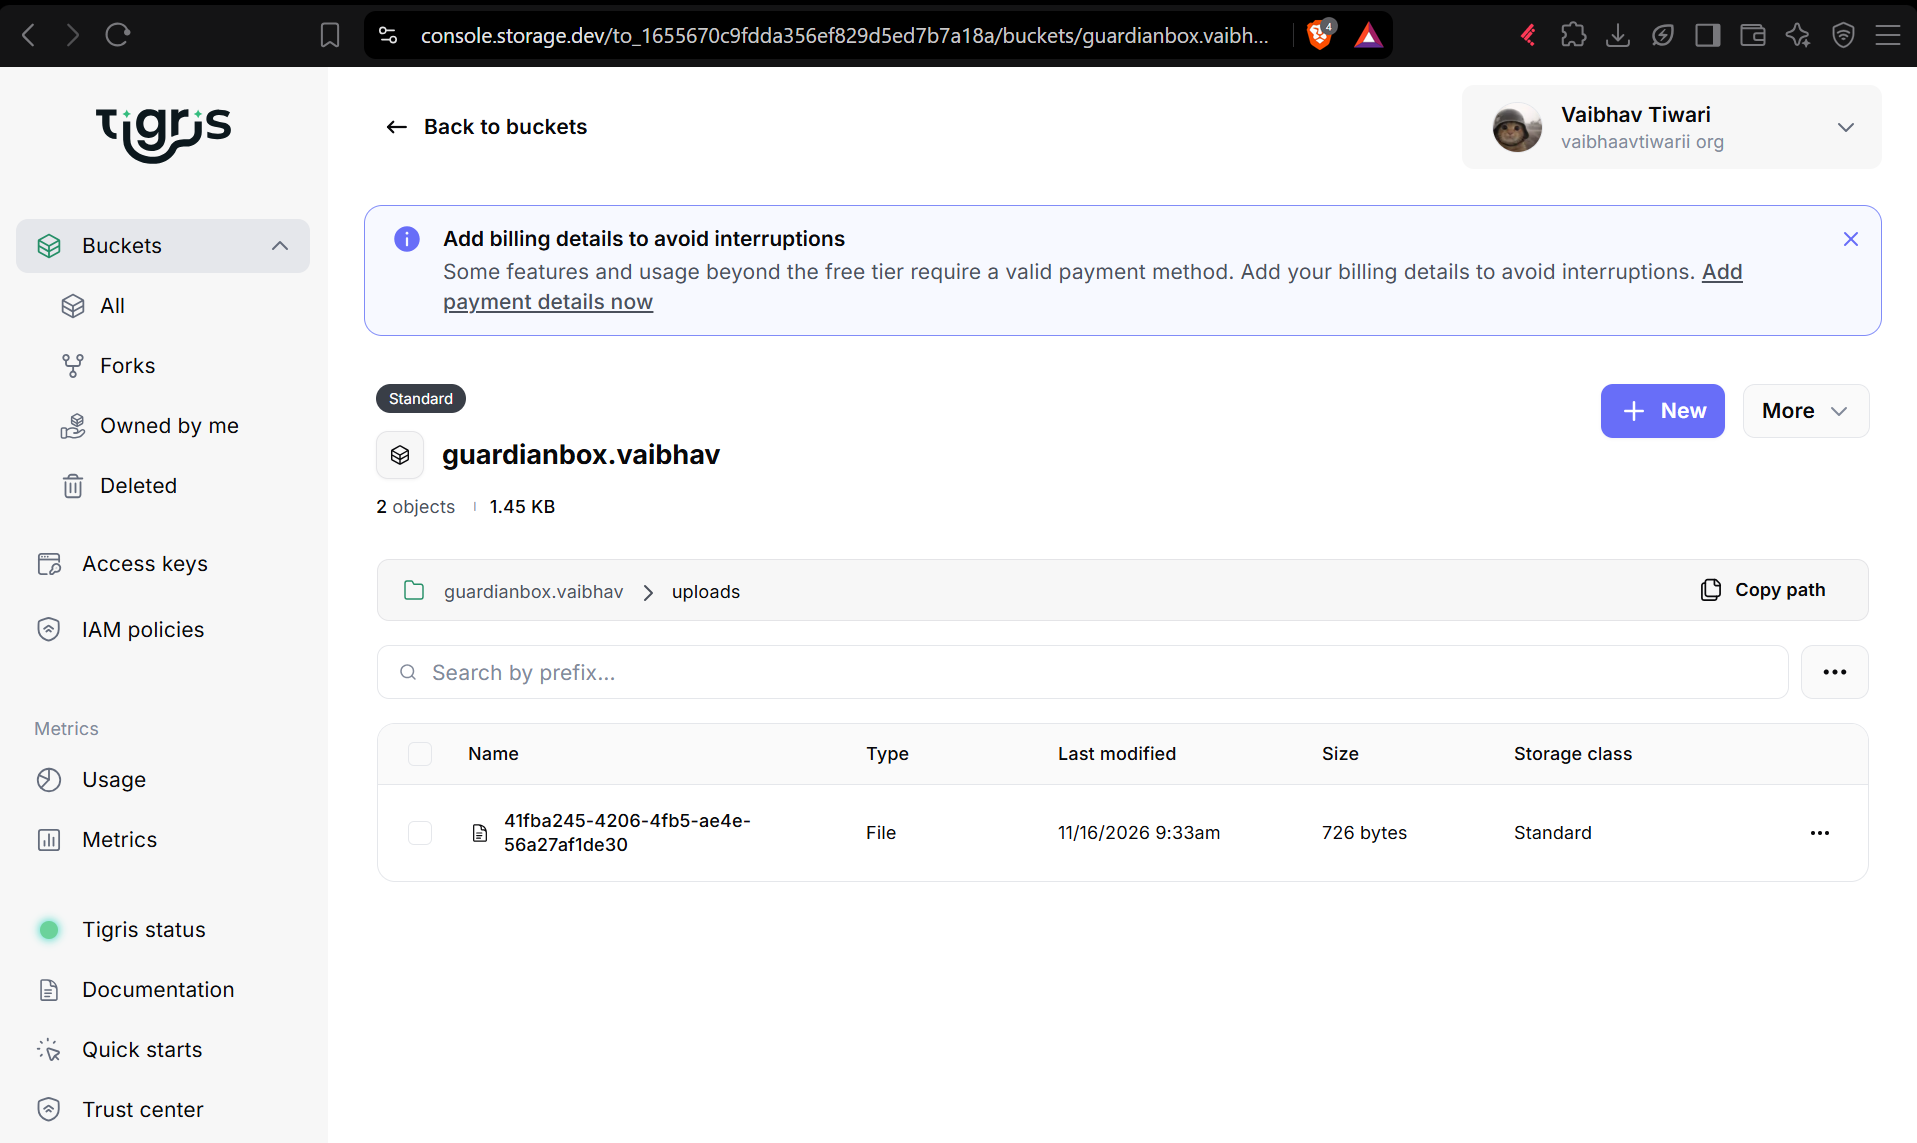 console.storage.dev/to_1655670c9fdda356ef829d5ed7b7a18a/buckets/guardianbox.vaibh...
4
Tigris
Back to buckets
Vaibhav Tiwari
vaibhaavtiwarii org
Buckets
All
Forks
Owned by me
Deleted
Access keys
IAM policies
Metrics
Usage
Metrics
Tigris status
Documentation
Quick starts
Trust center
Add billing details to avoid interruptions
Some features and usage beyond the free tier require a valid payment method. Add your billing details to avoid interruptions. Add
payment details now
Standard
New
More
guardianbox.vaibhav
2 objects
1.45 KB
guardianbox.vaibhav
uploads
Copy path
Search by prefix...
Name
Type
Last modified
Size
Storage class
41fba245-4206-4fb5-ae4e-
56a27af1de30
File
11/16/2026 9:33am
726 bytes
Standard